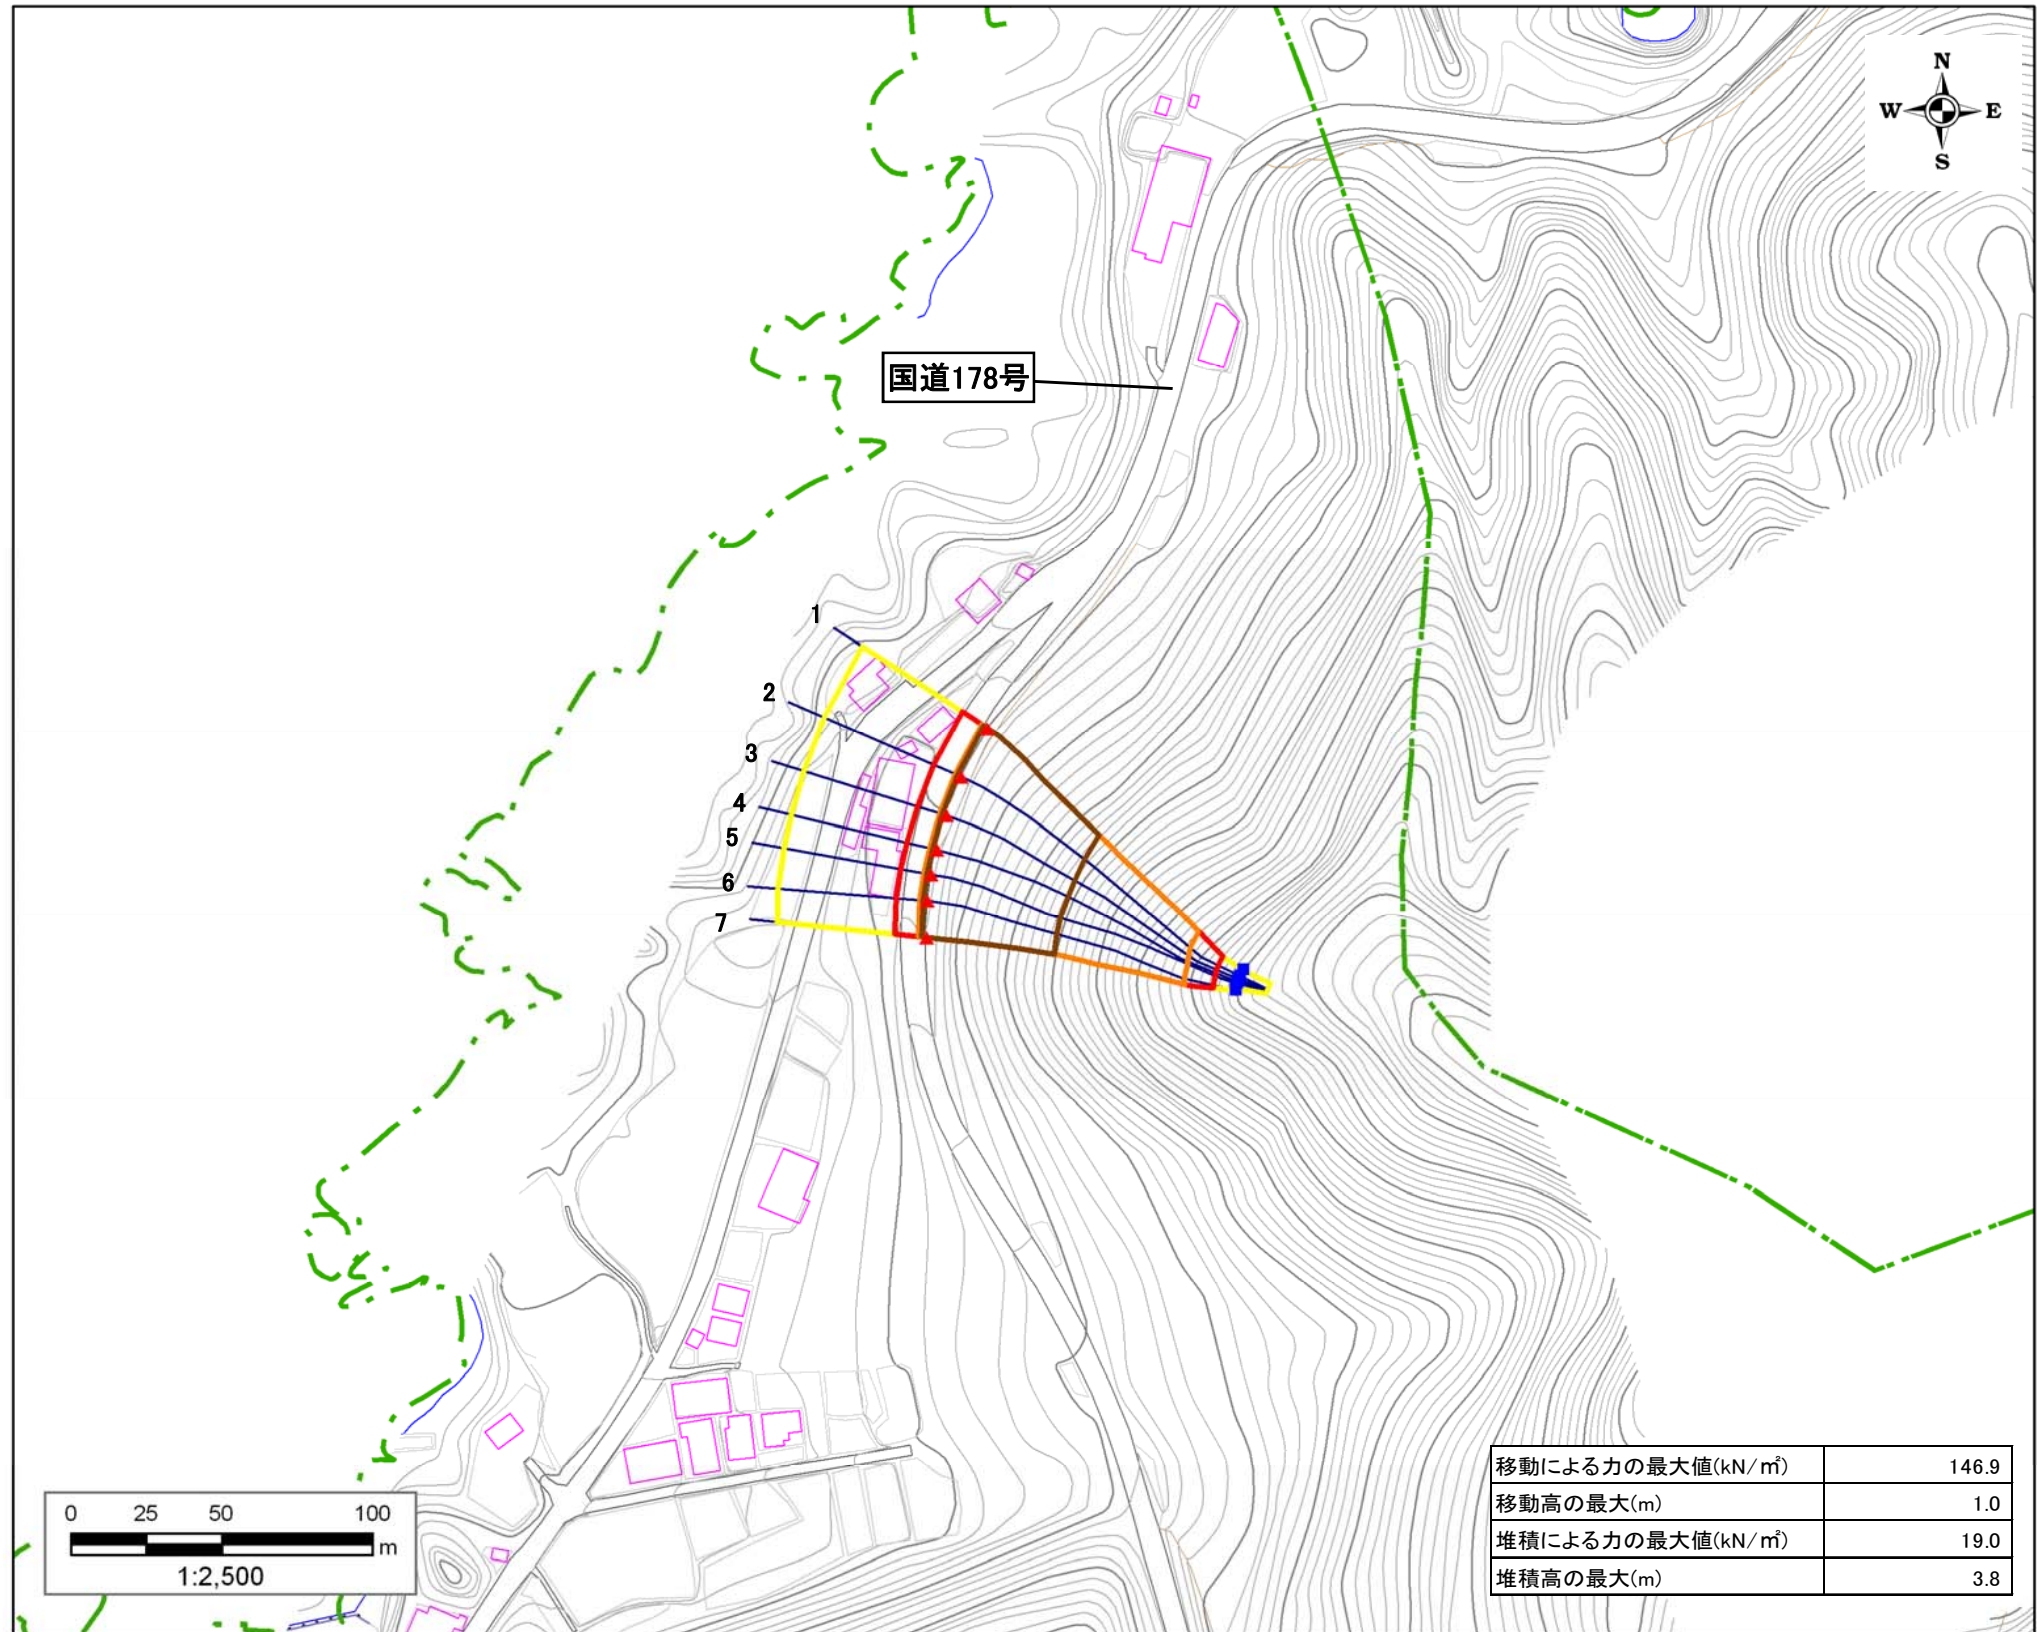 N
W E
S
国道178号
1
2
3
4
5
6
7
移動による力の最大値(kN/㎡) 146.9
移動高の最大(m) 1.0
堆積による力の最大値(kN/㎡) 19.0
堆積高の最大(m) 3.8
0 25 50 100
m
1:2,500